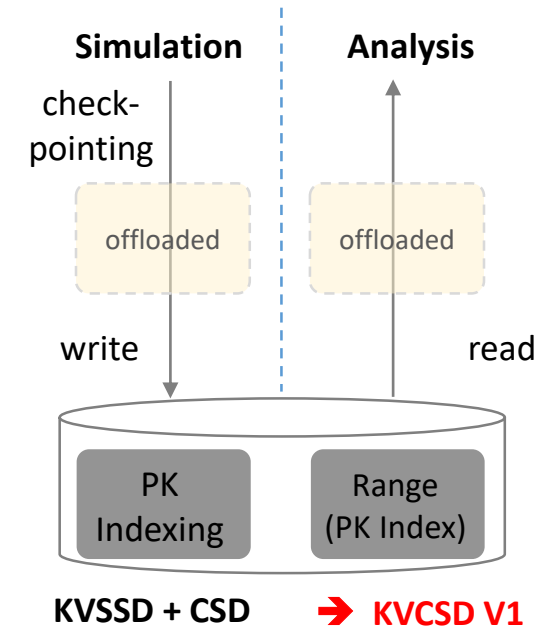 Simulation
Analysis
check-
pointing
offloaded
offloaded
write
read
PK
Indexing
Range
(PK Index)
KVSSD + CSD ➔ KVCSD V1